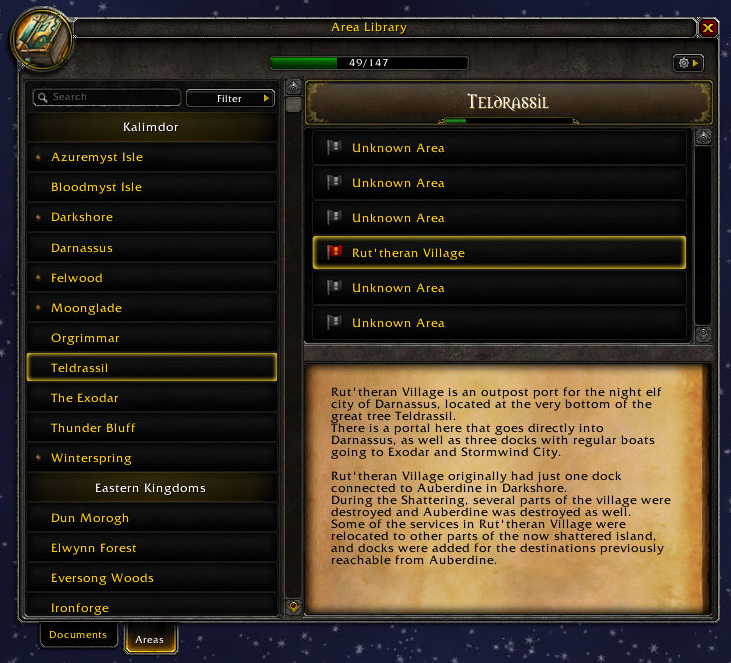 Area Library
49/147
Search
Filter
Kalimdor
Azuremyst Isle
Bloodmyst Isle
Darkshore
Darnassus
Felwood
Moonglade
Orgrimmar
Teldrassil
The Exodar
Thunder Bluff
Winterspring
Eastern Kingdoms
Dun Morogh
Elwynn Forest
Eversong Woods
Ironforge
Teldrassil
Unknown Area
Unknown Area
Unknown Area
Rut'theran Village
Unknown Area
Unknown Area
Rut'theran Village is an outpost port for the night elf
city of Darnassus, located at the very bottom of the
great tree Teldrassil.
There is a portal here that goes directly into
Darnassus, as well as three docks with regular boats
going to Exodar and Stormwind City.
Rut'theran Village originally had just one dock
connected to Auberdine in Darkshore.
During the Shattering, several parts of the village were
destroyed and Auberdine was destroyed as well.
Some of the services in Rut'theran Village were
relocated to other parts of the now shattered island,
and docks were added for the destinations previously
reachable from Auberdine.
Documents
Areas